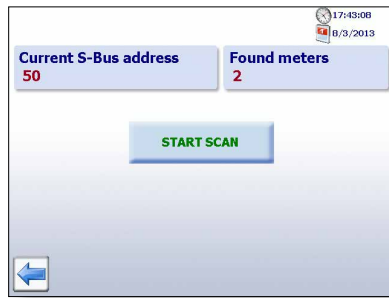 17:43:08
8/3/2013
Current S-Bus address
50
Found meters
2
START SCAN